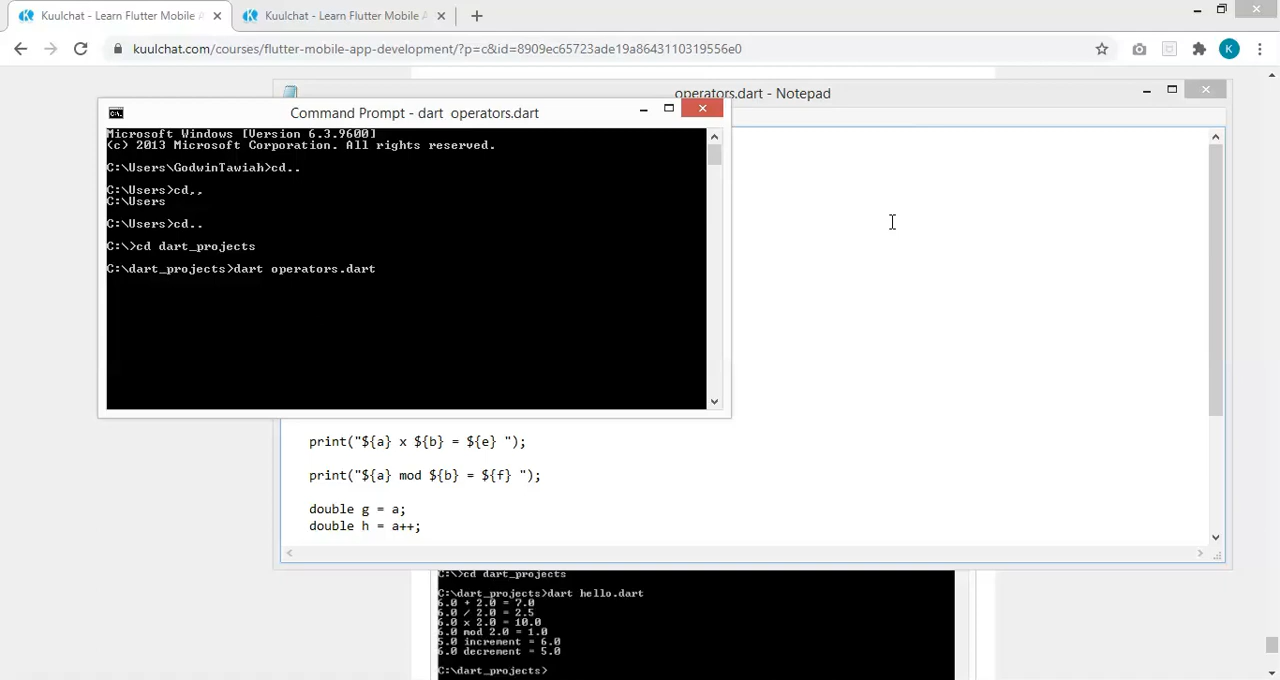 Kuulchat - Learn Flutter Mobile A
Kuulchat - Learn Flutter Mobile A
kuulchat.com/courses/flutter-mobile-app-development/?p=c&id=8909ec65723ade19a8643110319556e0
K
operators.dart - Notepad
Command Prompt - dart  operators.dart
Microsoft Windows [Version 6.3.9600]
(c) 2013 Microsoft Corporation. All rights reserved.
C:\Users\GodwinTawiah>cd..
C:\Users>cd,,
C:\Users
C:\Users>cd..
C:\>cd dart_projects
C:\dart_projects>dart operators.dart
print("${a} x ${b} = ${e} ");
print("${a} mod ${b} = ${f} ");
double g = a;
double h = a++;
C:\>cd dart_projects
C:\dart_projects>dart hello.dart
6.0 + 2.0 = 7.0
6.0 / 2.0 = 2.5
6.0 x 2.0 = 10.0
6.0 mod 2.0 = 1.0
5.0 increment = 6.0
6.0 decrement = 5.0
C:\dart_projects>